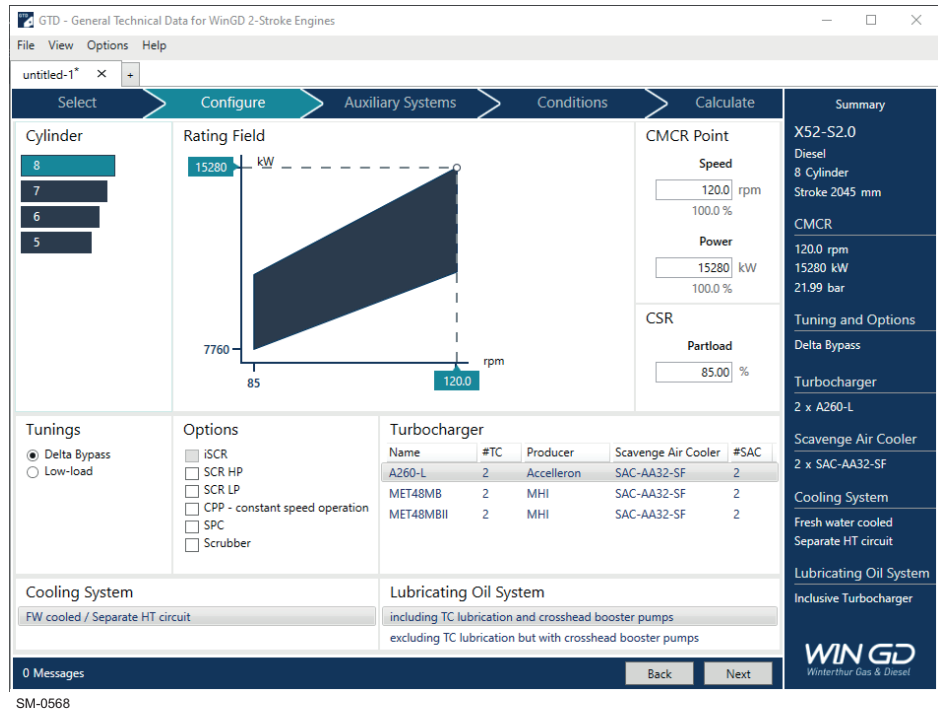 GTD - General Technical Data for WinGD 2-Stroke Engines
File View Options Help
untitled-1*
Select Configure Auxiliary Systems Conditions Calculate
Cylinder
8
7
6
5
Rating Field
15280
kW
7760
85
120.0
rpm
CMCR Point
Speed
120.0 rpm
100.0 %
Power
15280 kW
100.0 %
CSR
Partload
85.00 %
Tunings
Delta Bypass
Low-load
Options
iSCR
SCR HP
SCR LP
CPP - constant speed operation
SPC
Scrubber
Turbocharger
Name #TC Producer Scavenge Air Cooler #SAC
A260-L 2 Accelleron SAC-AA32-SF 2
MET48MB 2 MHI SAC-AA32-SF 2
MET48MBII 2 MHI SAC-AA32-SF 2
Cooling System
FW cooled / Separate HT circuit
Lubricating Oil System
including TC lubrication and crosshead booster pumps
excluding TC lubrication but with crosshead booster pumps
Summary
X52-S2.0
Diesel
8 Cylinder
Stroke 2045 mm
CMCR
120.0 rpm
15280 kW
21.99 bar
Tuning and Options
Delta Bypass
Turbocharger
2 x A260-L
Scavenge Air Cooler
2 x SAC-AA32-SF
Cooling System
Fresh water cooled
Separate HT circuit
Lubricating Oil System
Inclusive Turbocharger
WIN GD
Winterthur Gas & Diesel
0 Messages
Back Next
SM-0568